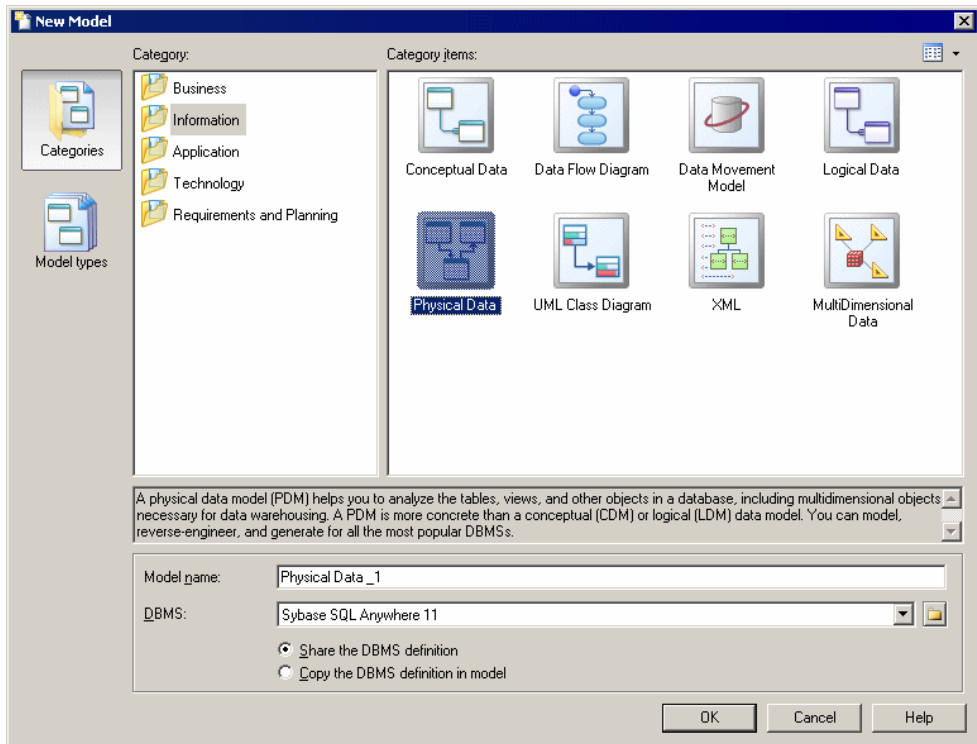 New Model
Category:
Category items:
Categories
Model types
Business
Information
Application
Technology
Requirements and Planning
Conceptual Data
Data Flow Diagram
Data Movement
Model
Logical Data
Physical Data
UML Class Diagram
XML
MultiDimensional
Data
A physical data model (PDM) helps you to analyze the tables, views, and other objects in a database, including multidimensional objects
necessary for data warehousing. A PDM is more concrete than a conceptual (CDM) or logical (LDM) data model. You can model,
reverse-engineer, and generate for all the most popular DBMSs.
Model name:
Physical Data _1
DBMS:
Sybase SQL Anywhere 11
Share the DBMS definition
Copy the DBMS definition in model
OK
Cancel
Help